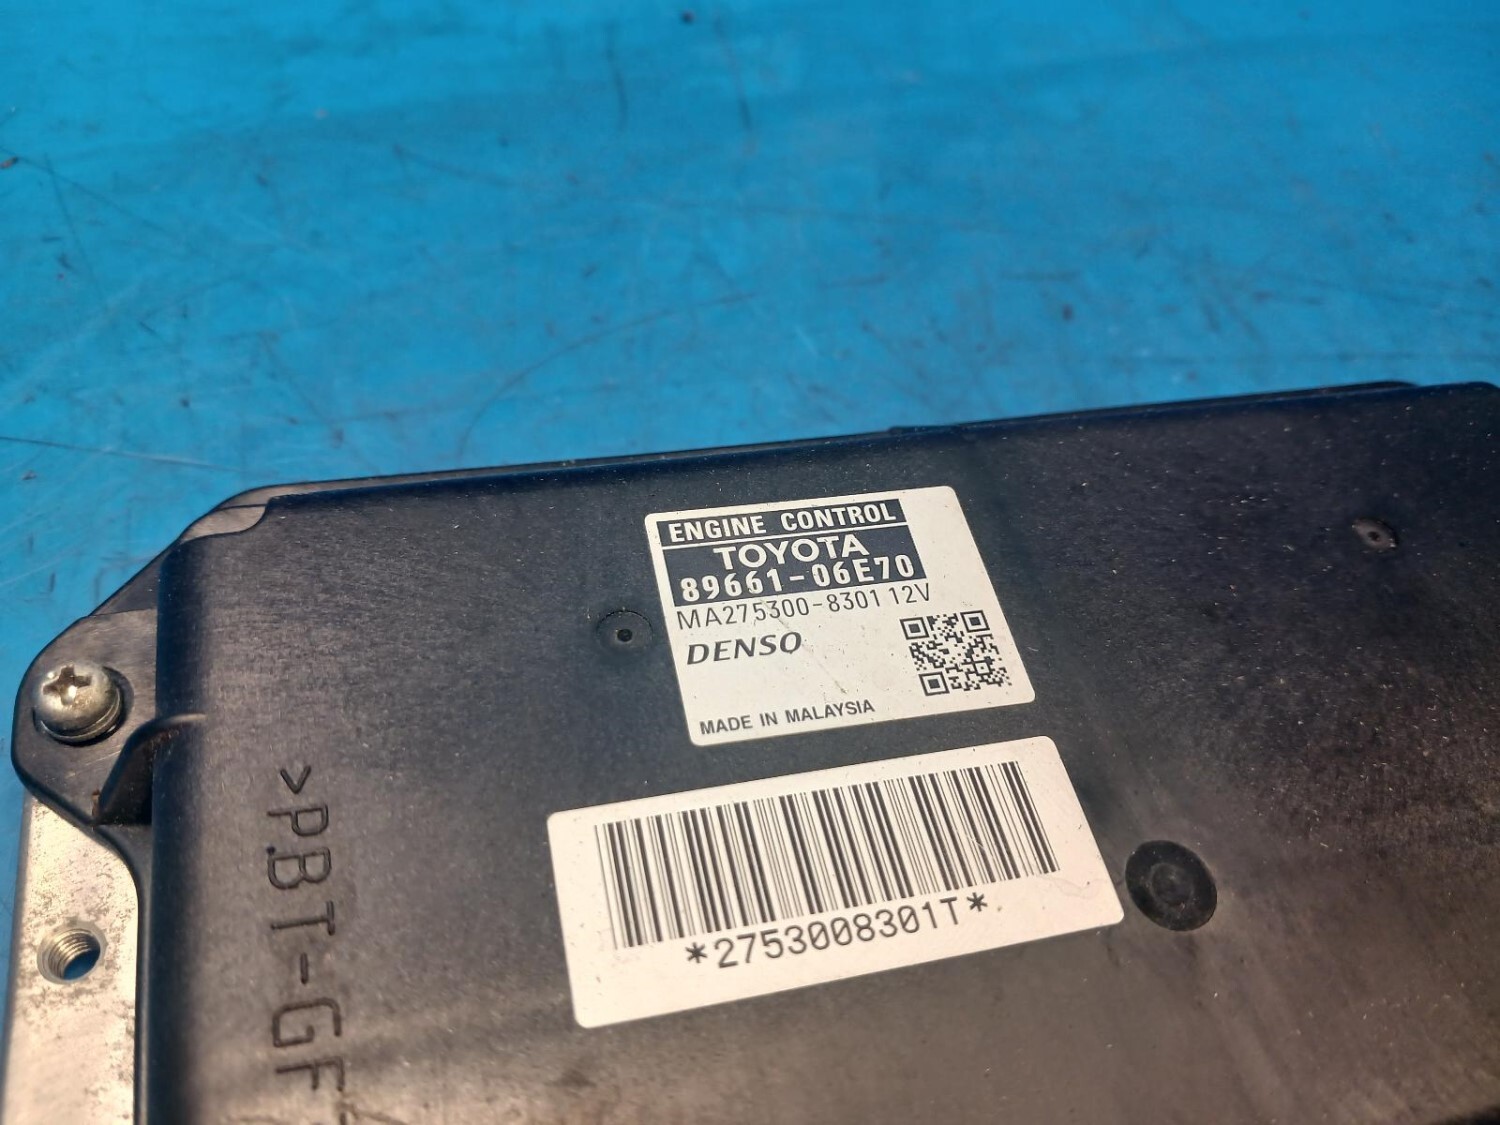 ENGINE CONTROL
TOYOTA
89661-06E70
MA275300-8301 12V
DENSO
MADE IN MALAYSIA
*2753008301T*
>PBT-GF